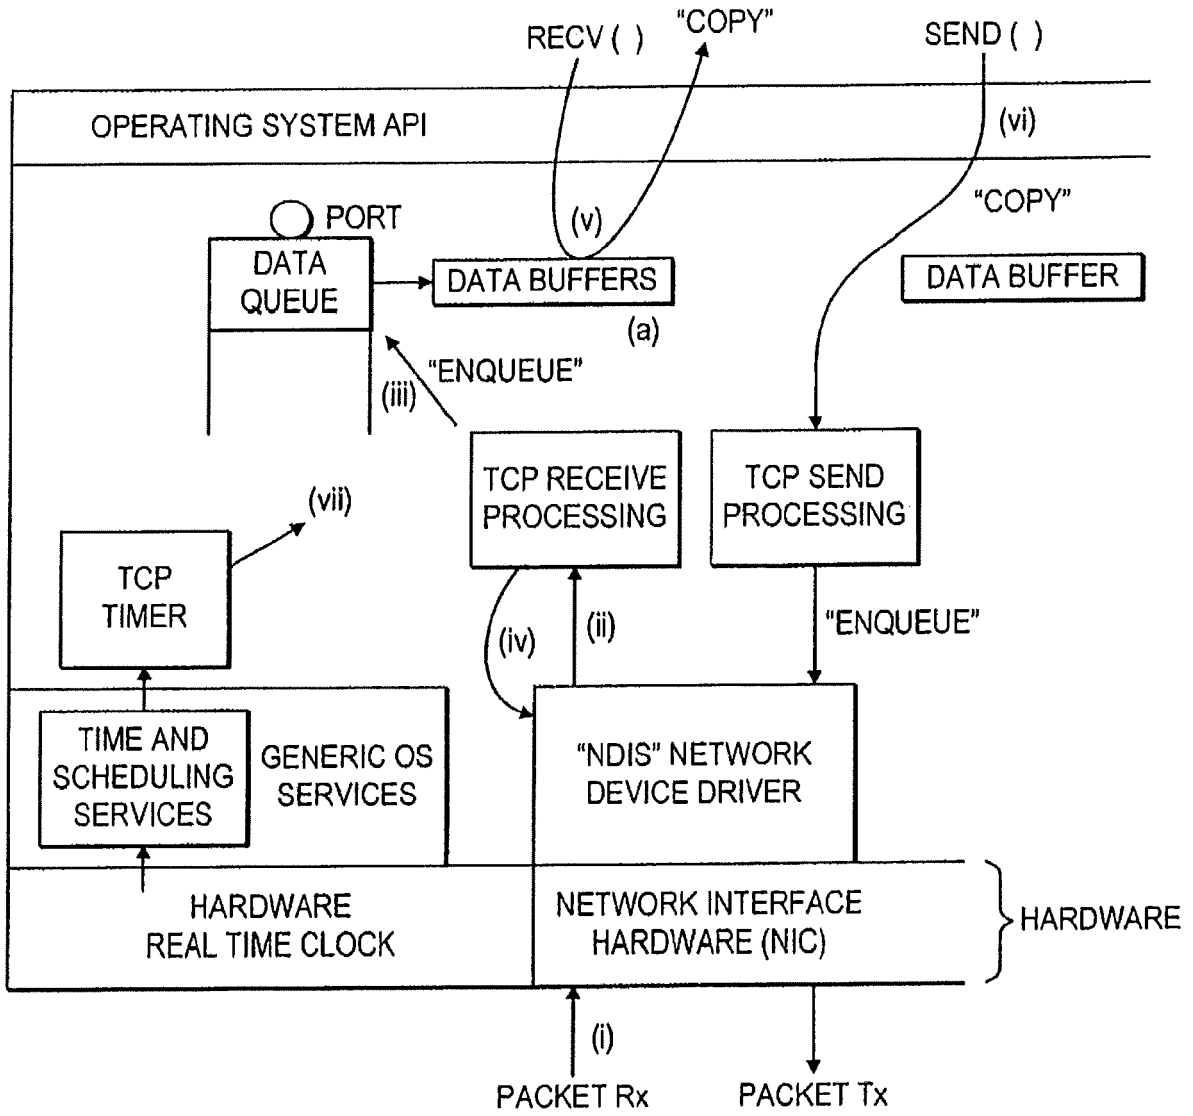 RECV ( )
"COPY"
SEND ( )
OPERATING SYSTEM API
(vi)
"COPY"
PORT
(v)
DATA
QUEUE
DATA BUFFERS
DATA BUFFER
(a)
"ENQUEUE"
(iii)
TCP RECEIVE
PROCESSING
TCP SEND
PROCESSING
(vii)
TCP
TIMER
(iv)
(ii)
"ENQUEUE"
TIME AND
SCHEDULING
SERVICES
GENERIC OS
SERVICES
"NDIS" NETWORK
DEVICE DRIVER
HARDWARE
REAL TIME CLOCK
NETWORK INTERFACE
HARDWARE (NIC)
HARDWARE
(i)
PACKET Rx
PACKET Tx